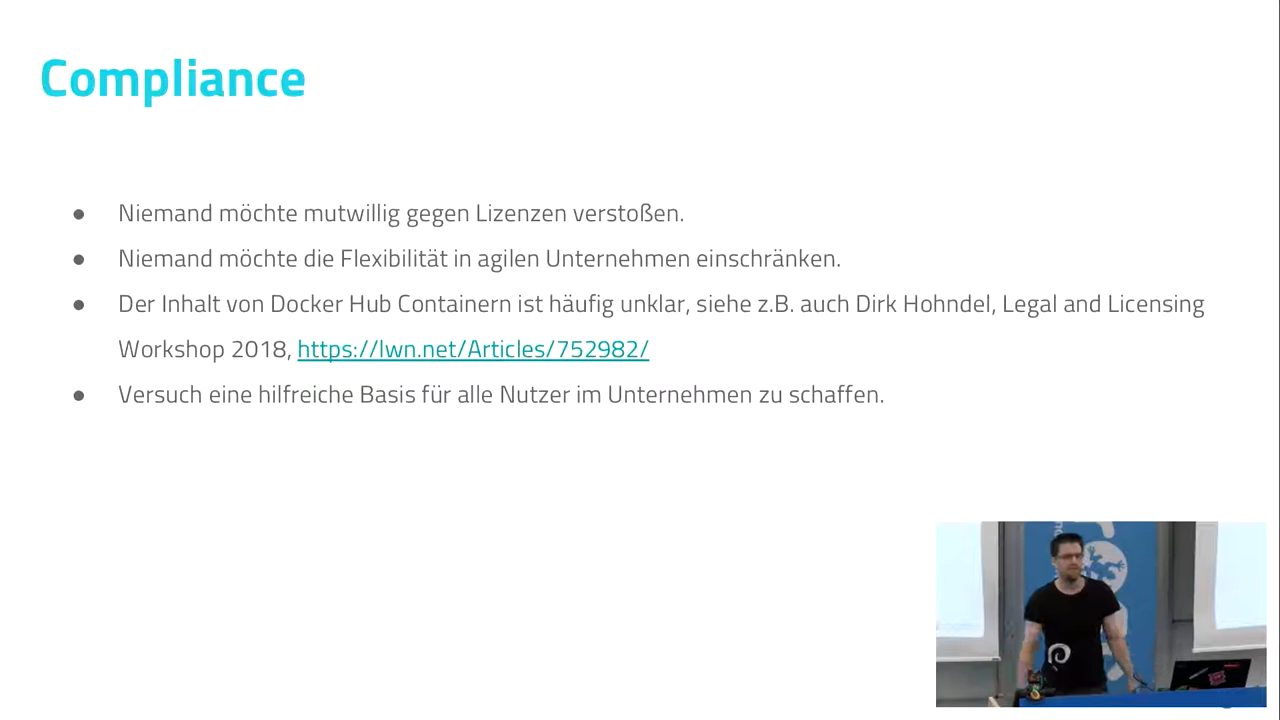 Compliance
● Niemand möchte mutwillig gegen Lizenzen verstoßen.
● Niemand möchte die Flexibilität in agilen Unternehmen einschränken.
● Der Inhalt von Docker Hub Containern ist häufig unklar, siehe z.B. auch Dirk Hohndel, Legal and Licensing
Workshop 2018, https://lwn.net/Articles/752982/
● Versuch eine hilfreiche Basis für alle Nutzer im Unternehmen zu schaffen.